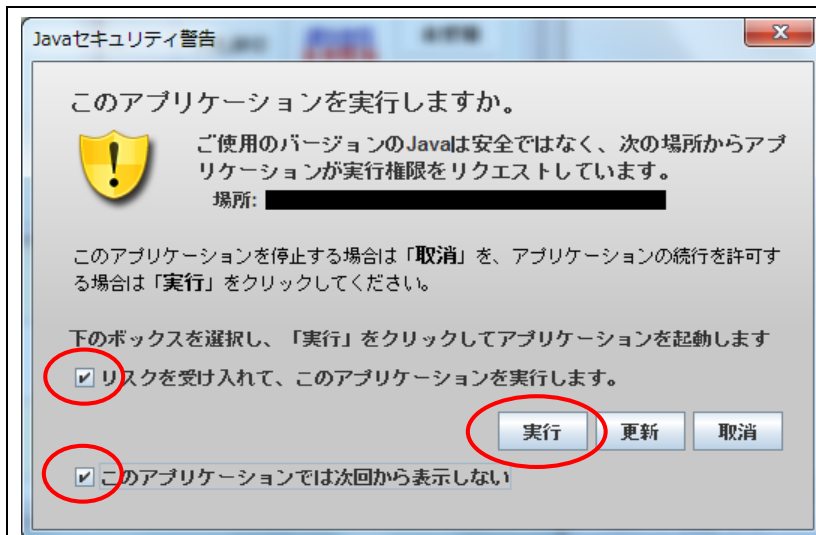 Javaセキュリティ警告
このアプリケーションを実行しますか。
ご使用のバージョンのJavaは安全ではなく、次の場所からアプ
リケーションが実行権限をリクエストしています。
場所:
このアプリケーションを停止する場合は「取消」を、アプリケーションの続行を許可す
る場合は「実行」をクリックしてください。
下のボックスを選択し、「実行」をクリックしてアプリケーションを起動します
リスクを受け入れて、このアプリケーションを実行します。
実行 更新 取消
このアプリケーションでは次回から表示しない